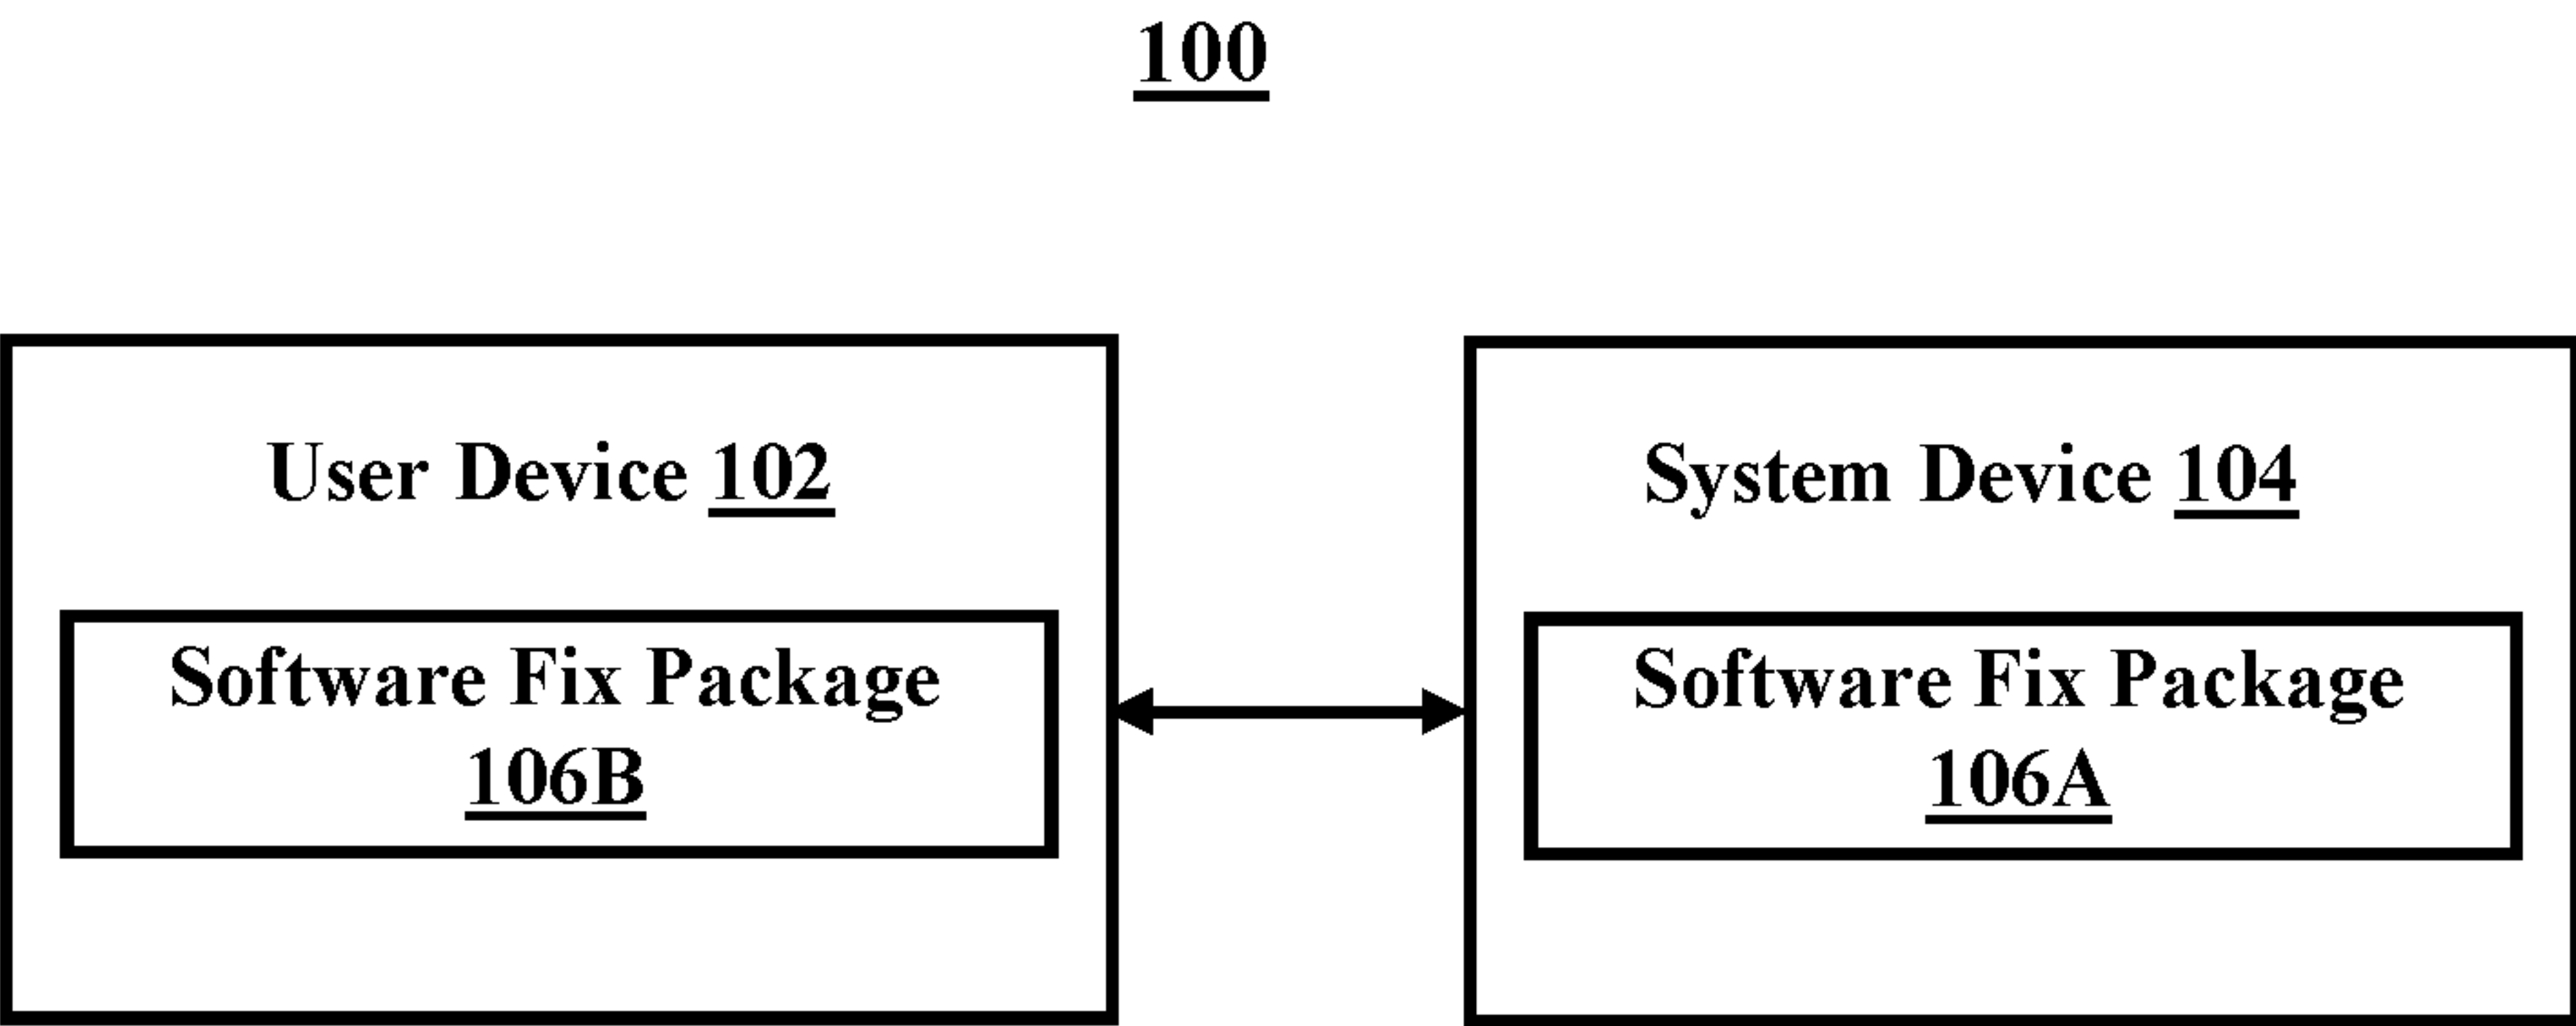 100
User Device 102
Software Fix Package
106B
System Device 104
Software Fix Package
106A